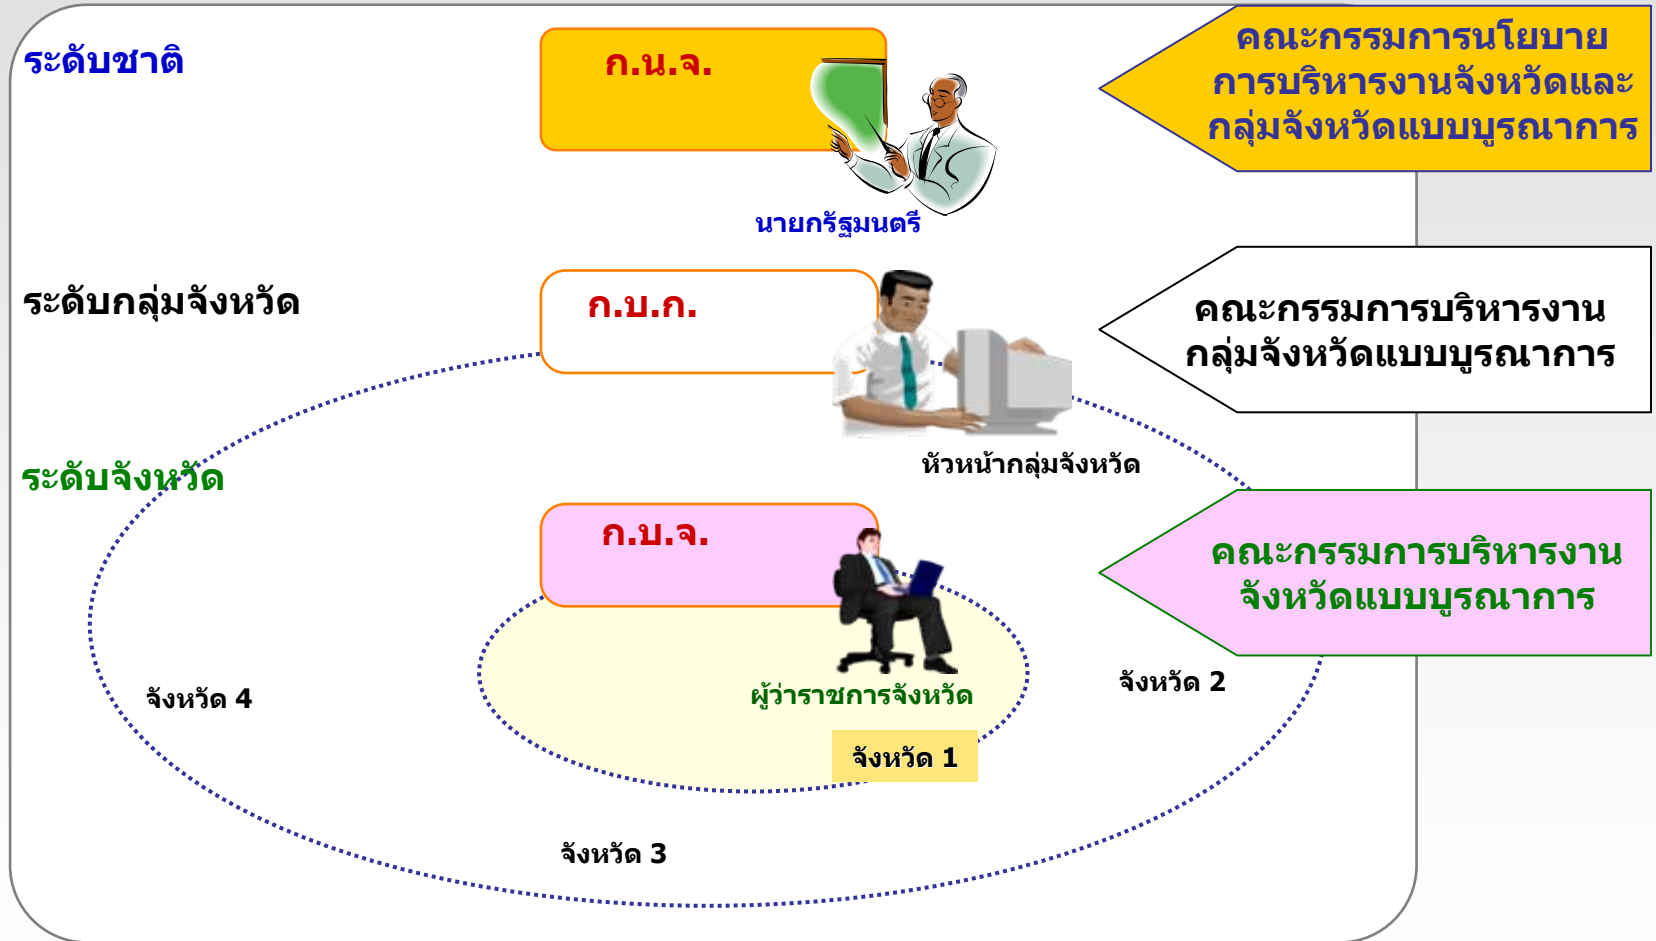 ระดับชาติ
ก.น.จ.
คณะกรรมการนโยบาย
การบริหารงานจังหวัดและ
กลุ่มจังหวัดแบบบูรณาการ
นายกรัฐมนตรี
ระดับกลุ่มจังหวัด
ก.บ.ก.
คณะกรรมการบริหารงาน
กลุ่มจังหวัดแบบบูรณาการ
หัวหน้ากลุ่มจังหวัด
ระดับจังหวัด
ก.บ.จ.
คณะกรรมการบริหารงาน
จังหวัดแบบบูรณาการ
ผู้ว่าราชการจังหวัด
จังหวัด 2
จังหวัด 4
จังหวัด 1
จังหวัด 3